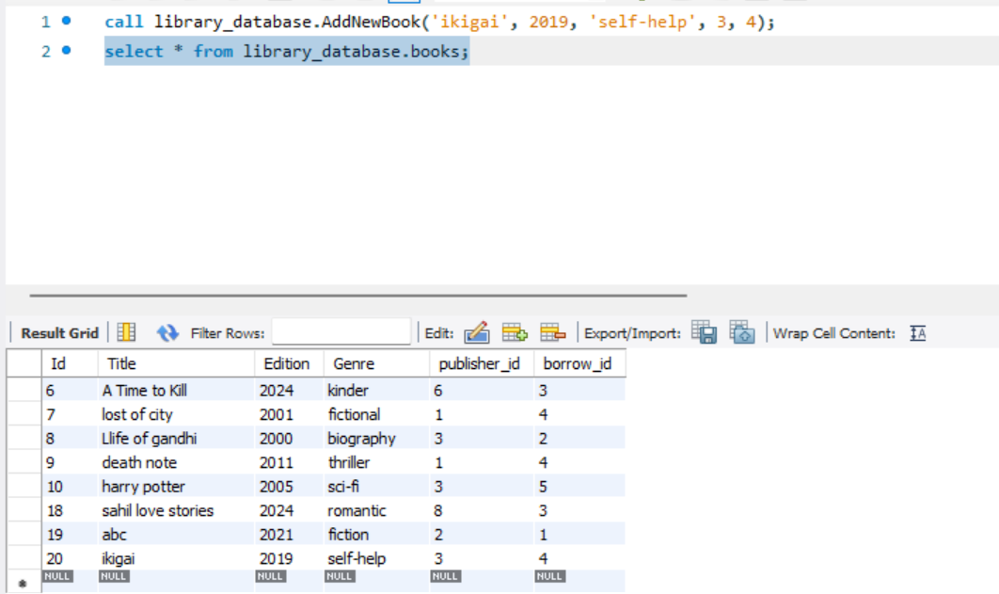 1 call library_database.AddNewBook('ikigai', 2019, 'self-help', 3, 4);
2 select * from library_database.books;
Result Grid Filter Rows: Edit: Export/Import: Wrap Cell Content: IA
Id Title Edition Genre publisher_id borrow_id
6 A Time to Kill 2024 kinder 6 3
7 lost of city 2001 fictional 1 4
8 Llife of gandhi 2000 biography 3 2
9 death note 2011 thriller 1 4
10 harry potter 2005 sci-fi 3 5
18 sahil love stories 2024 romantic 8 3
19 abc 2021 fiction 2 1
20 ikigai 2019 self-help 3 4
NULL NULL NULL NULL NULL NULL